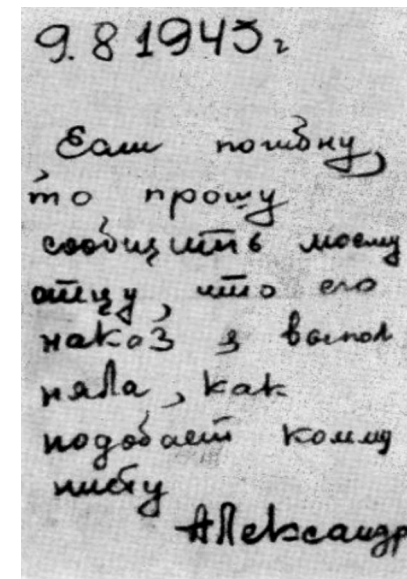 9.8 1943 г
Если погибну,
то прошу
сообщить моему
отцу, что его
наказ я выпол
няла, как
подобает комму
нисту
Александр